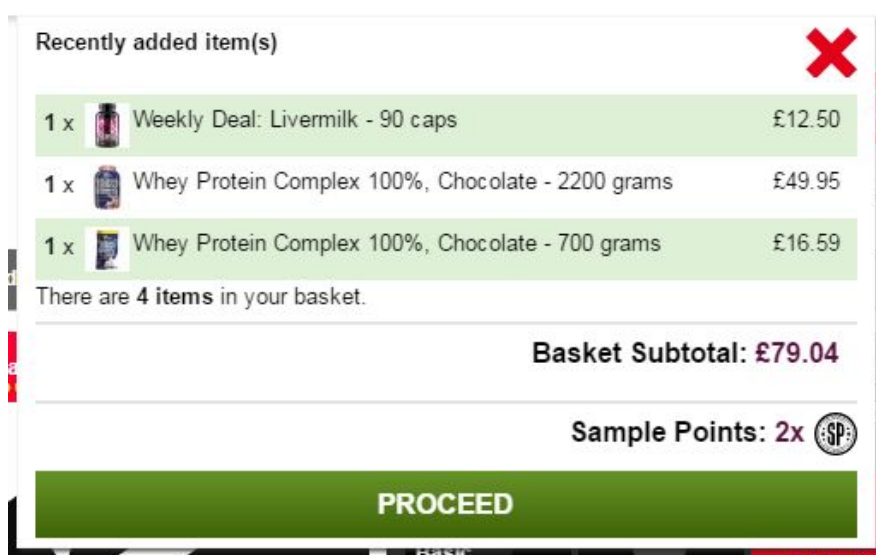 Recently added item(s)
1 x Weekly Deal: Livermilk - 90 caps £12.50
1 x Whey Protein Complex 100%, Chocolate - 2200 grams £49.95
1 x Whey Protein Complex 100%, Chocolate - 700 grams £16.59
There are 4 items in your basket.
Basket Subtotal: £79.04
Sample Points: 2x SP
PROCEED
Basic